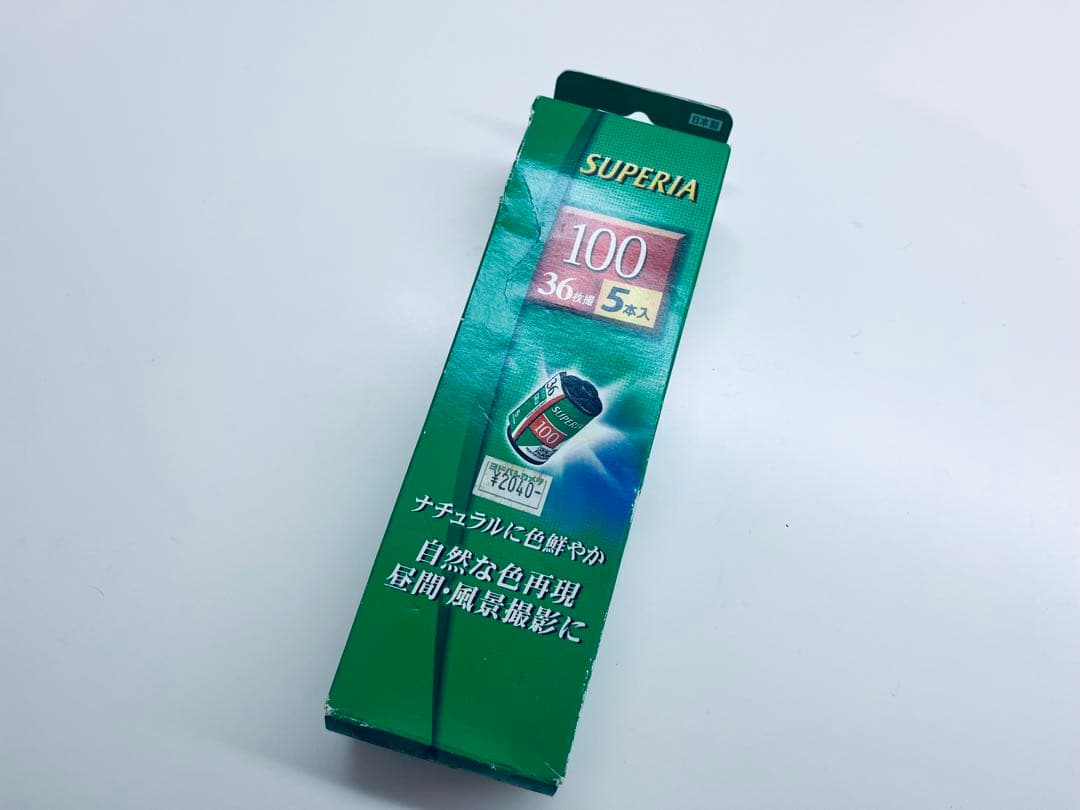 日本製
SUPERIA
100
36枚撮
5本入
36
SUPERIA
100
ヨドバシカメラ
¥2040-
ナチュラルに色鮮やか
自然な色再現
昼間・風景撮影に